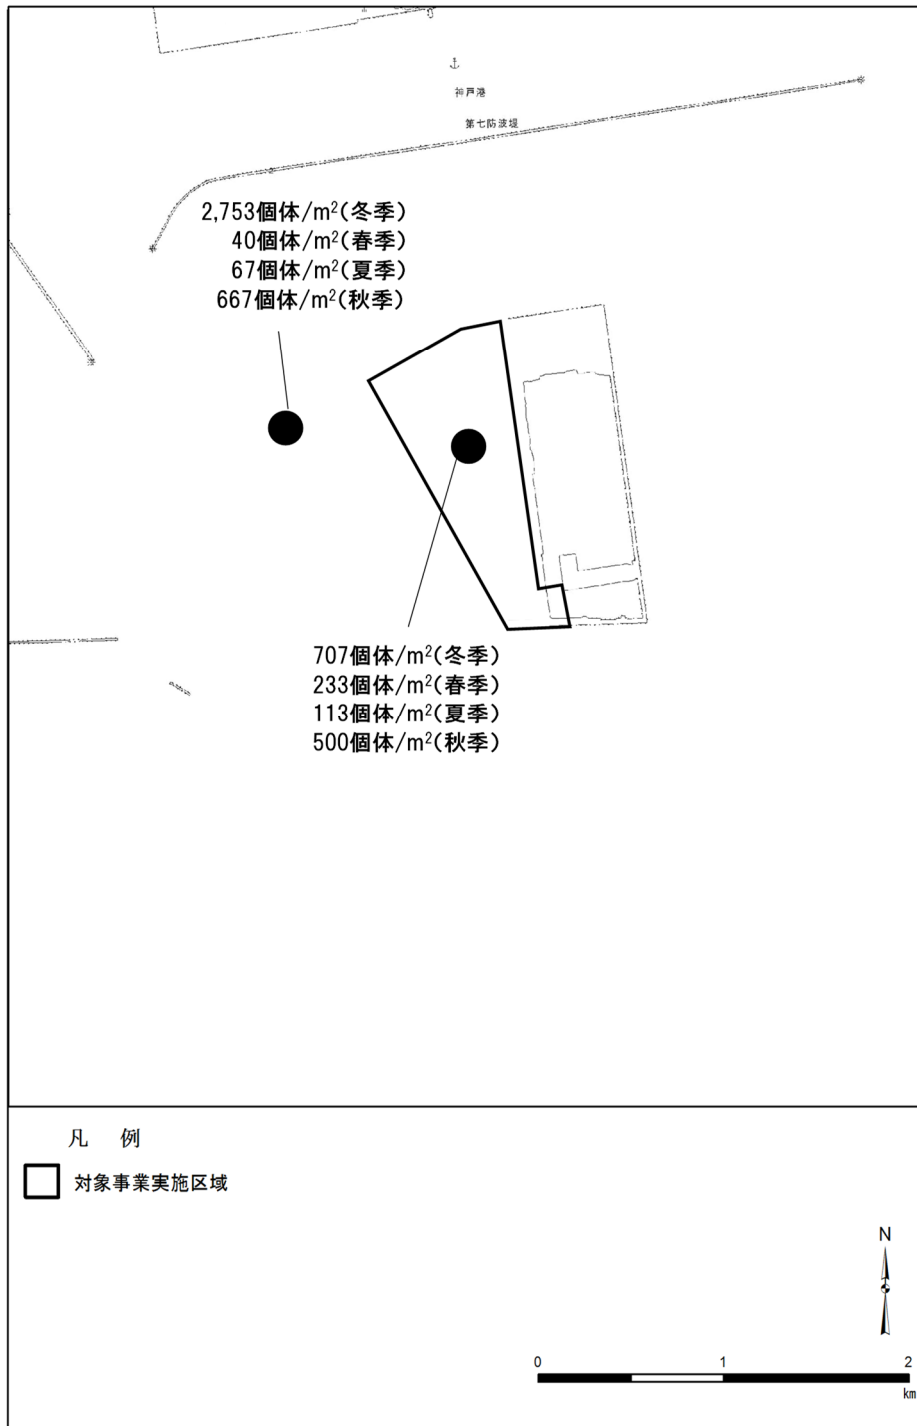 神戸港
第七防波堤
2,753個体/m²(冬季)
40個体/m²(春季)
67個体/m²(夏季)
667個体/m²(秋季)
707個体/m²(冬季)
233個体/m²(春季)
113個体/m²(夏季)
500個体/m²(秋季)
凡 例
対象事業実施区域
N
0 1 2
km